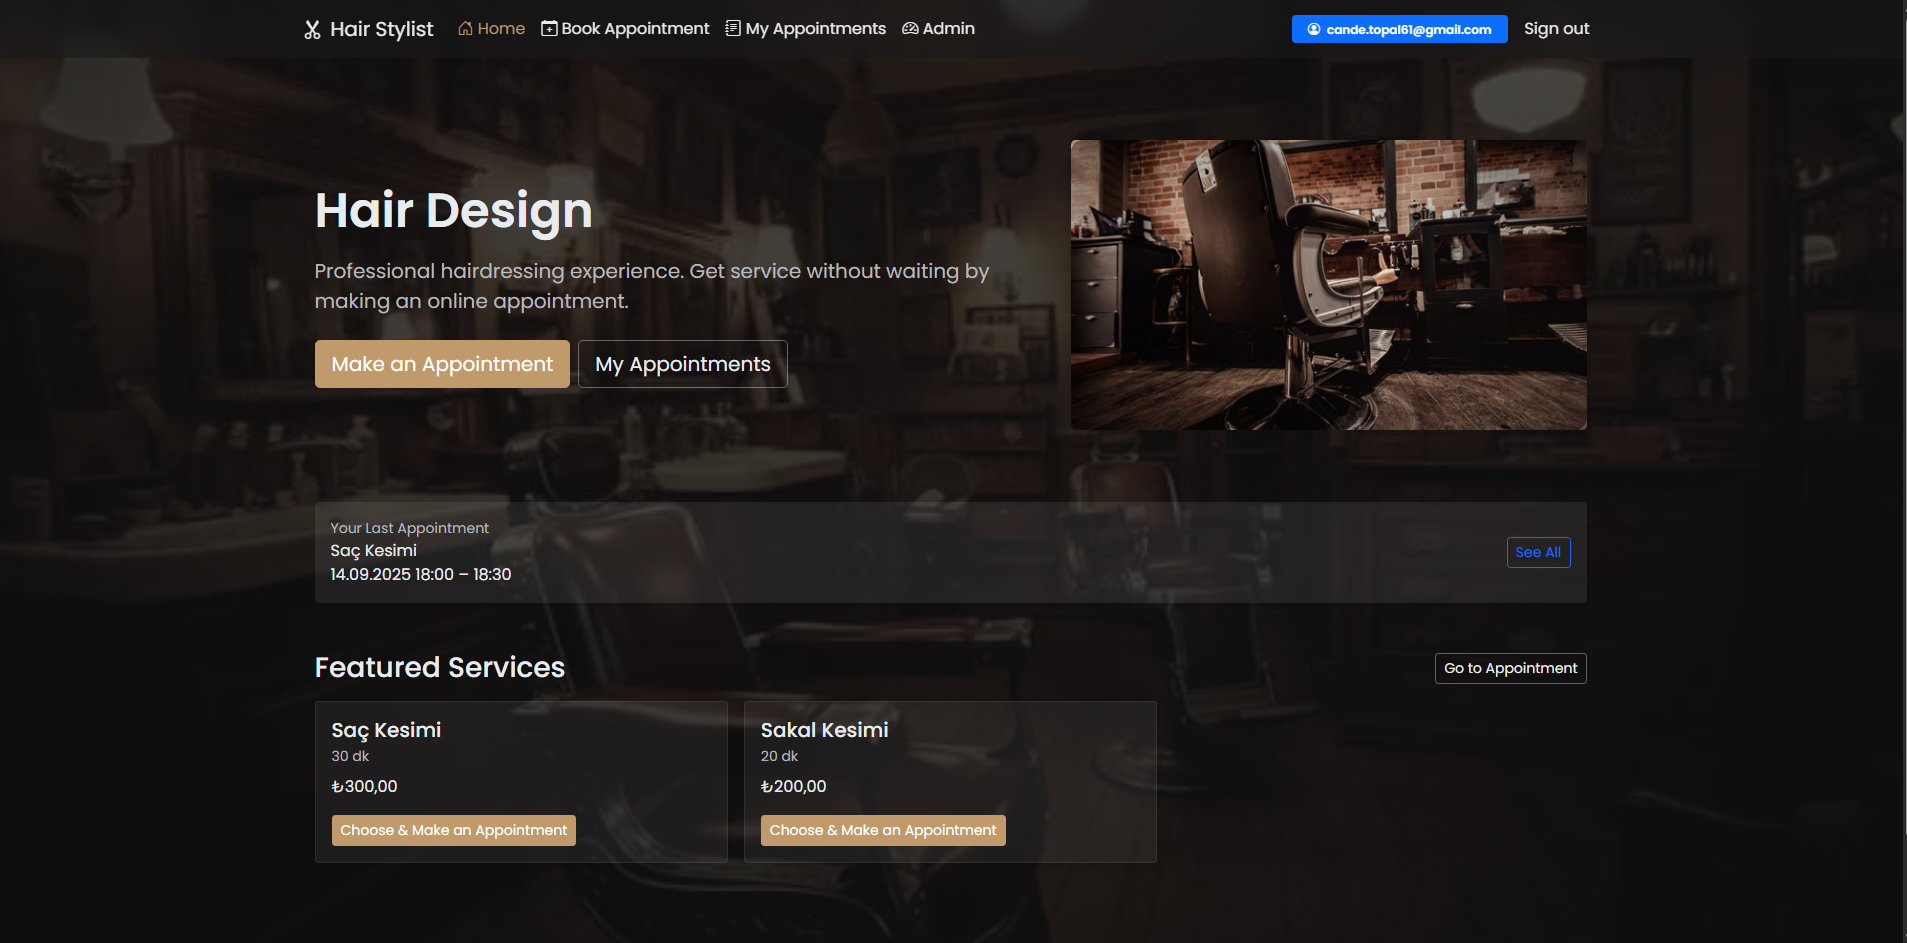 Hair Stylist
Home
Book Appointment
My Appointments
Admin
cande.topal61@gmail.com
Sign out
Hair Design
Professional hairdressing experience. Get service without waiting by
making an online appointment.
Make an Appointment
My Appointments
Your Last Appointment
Saç Kesimi
14.09.2025 18:00 – 18:30
See All
Featured Services
Go to Appointment
Saç Kesimi
30 dk
₺300,00
Choose & Make an Appointment
Sakal Kesimi
20 dk
₺200,00
Choose & Make an Appointment